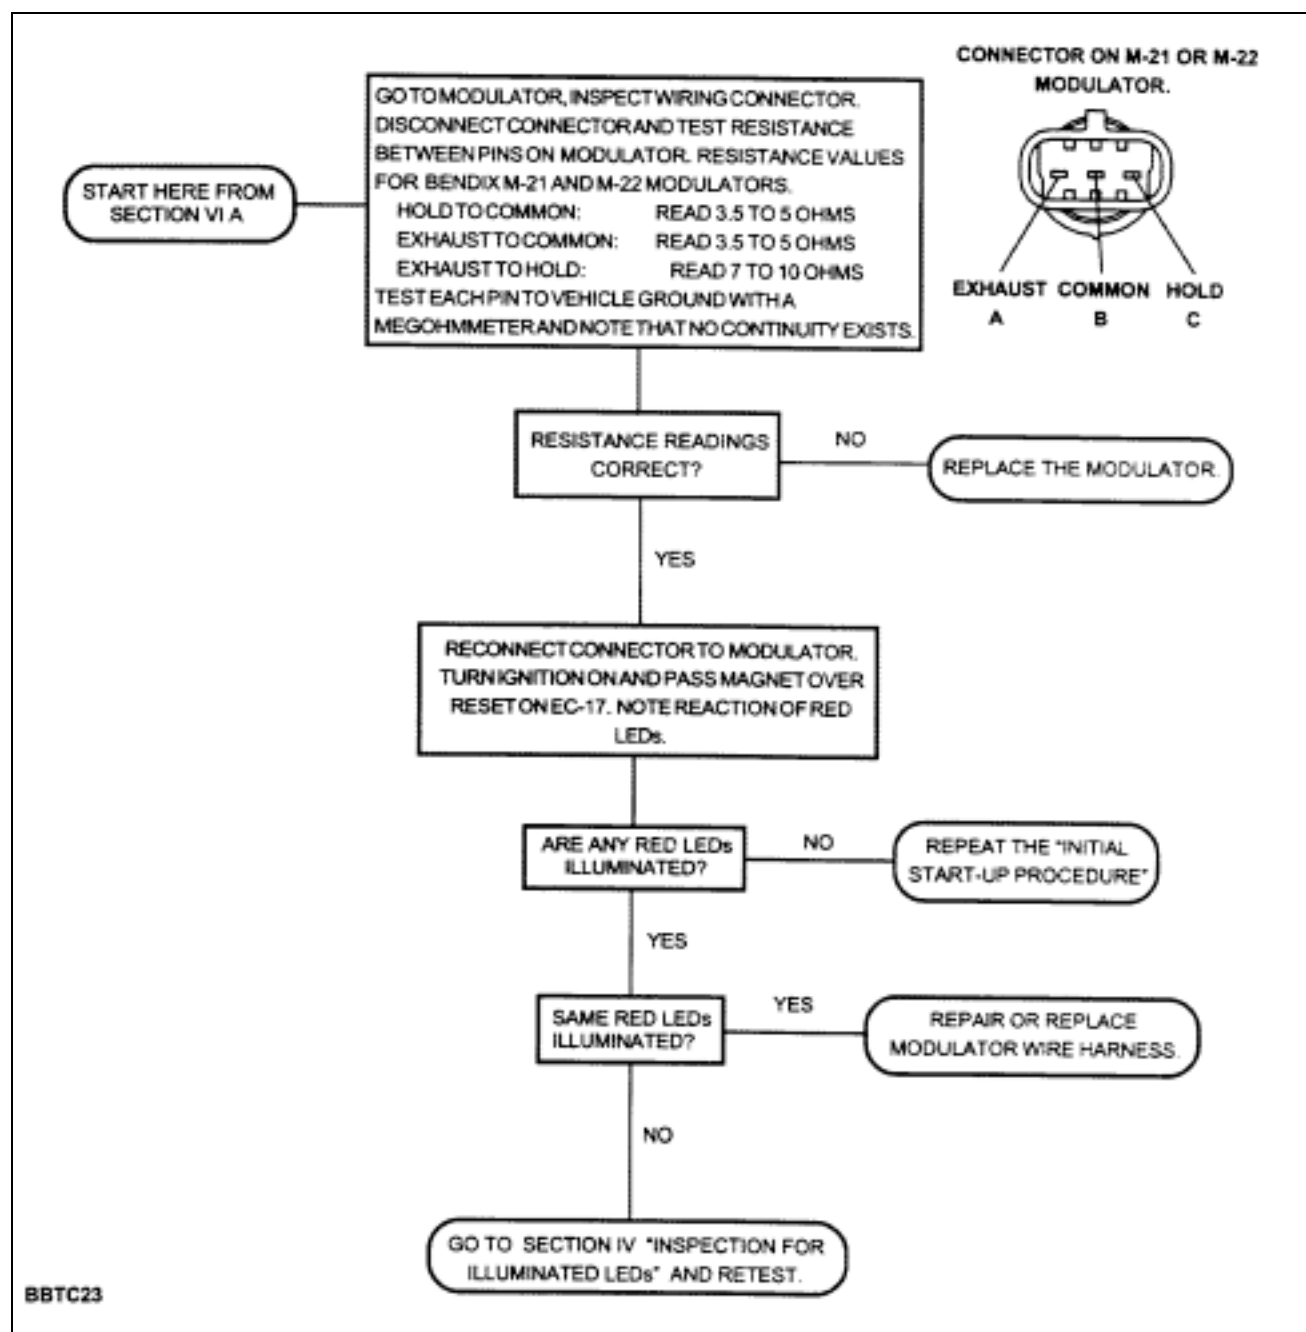 CONNECTOR ON M-21 OR M-22
MODULATOR.
EXHAUST COMMON HOLD
A B C
START HERE FROM
SECTION VI A
GO TO MODULATOR, INSPECT WIRING CONNECTOR.
DISCONNECT CONNECTOR AND TEST RESISTANCE
BETWEEN PINS ON MODULATOR. RESISTANCE VALUES
FOR BENDIX M-21 AND M-22 MODULATORS.
HOLD TO COMMON: READ 3.5 TO 5 OHMS
EXHAUST TO COMMON: READ 3.5 TO 5 OHMS
EXHAUST TO HOLD: READ 7 TO 10 OHMS
TEST EACH PIN TO VEHICLE GROUND WITH A
MEGOHMMETER AND NOTE THAT NO CONTINUITY EXISTS.
RESISTANCE READINGS
CORRECT?
NO
REPLACE THE MODULATOR.
YES
RECONNECT CONNECTOR TO MODULATOR.
TURN IGNITION ON AND PASS MAGNET OVER
RESET ON EC-17. NOTE REACTION OF RED
LEDs.
ARE ANY RED LEDs
ILLUMINATED?
NO
REPEAT THE "INITIAL
START-UP PROCEDURE"
YES
SAME RED LEDs
ILLUMINATED?
YES
REPAIR OR REPLACE
MODULATOR WIRE HARNESS.
NO
GO TO SECTION IV "INSPECTION FOR
ILLUMINATED LEDs" AND RETEST.
BBTC23